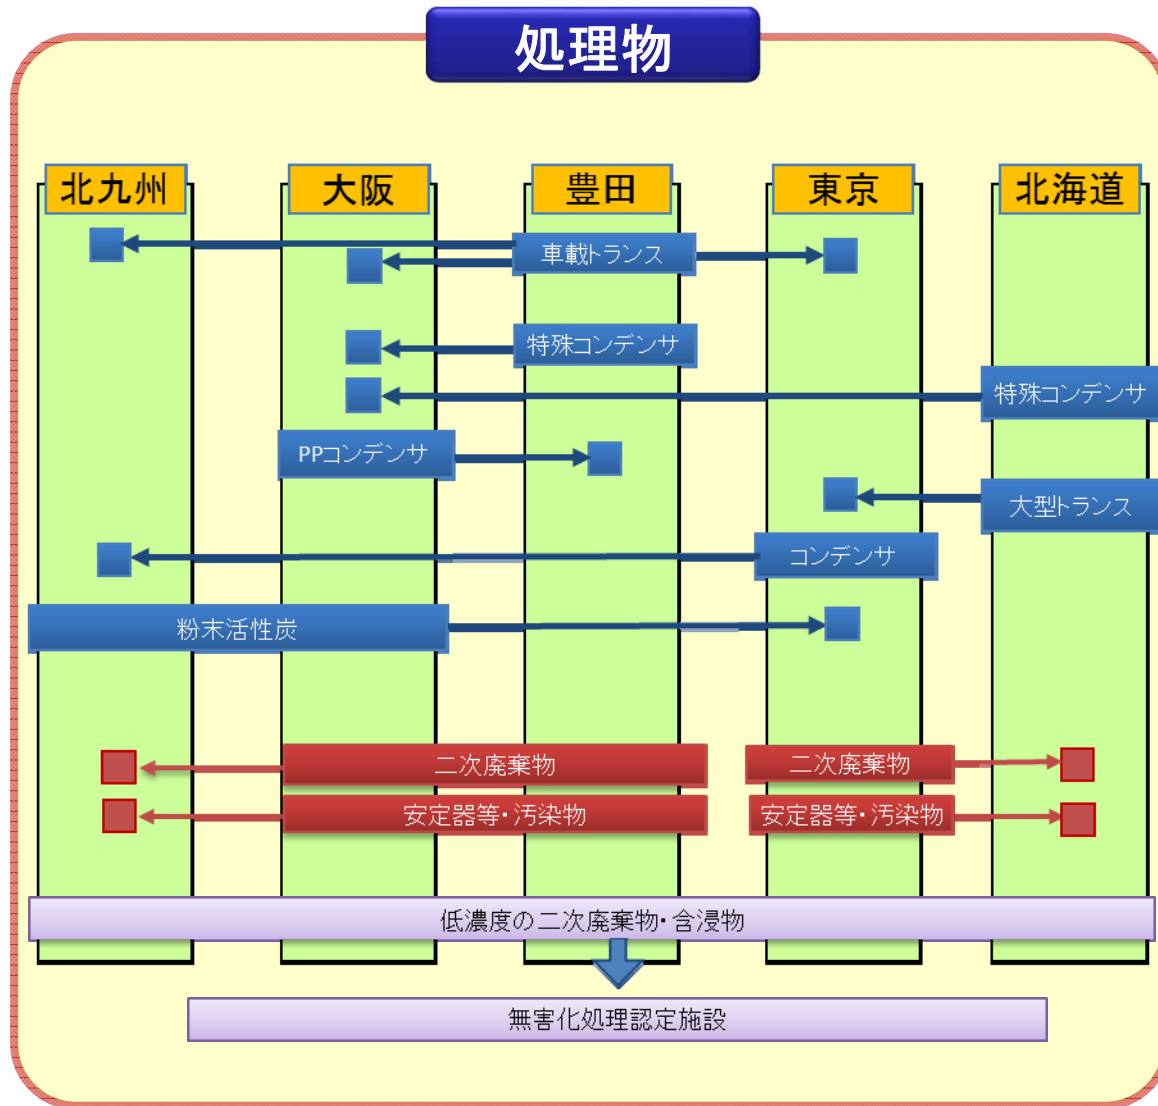 処理物
北九州
大阪
豊田
東京
北海道
車載トランス
特殊コンデンサ
特殊コンデンサ
PPコンデンサ
大型トランス
コンデンサ
粉末活性炭
二次廃棄物
二次廃棄物
安定器等・汚染物
安定器等・汚染物
低濃度の二次廃棄物・含浸物
無害化処理認定施設